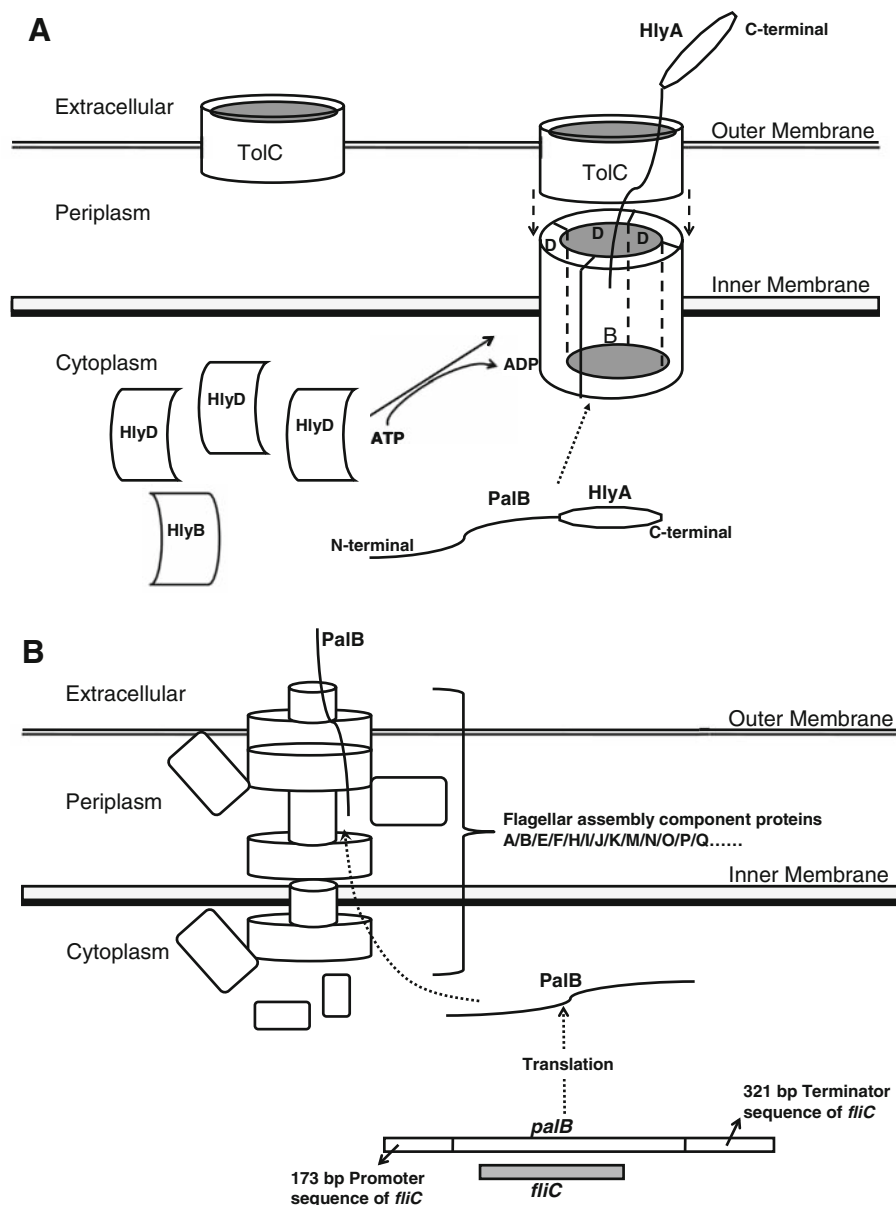 A
HlyA
C-terminal
Extracellular
Outer Membrane
TolC
TolC
Periplasm
D
D
D
Inner Membrane
B
Cytoplasm
ADP
HlyD
HlyD
HlyD
ATP
HlyB
PalB
HlyA
N-terminal
C-terminal
B
PalB
Extracellular
Outer Membrane
Periplasm
Flagellar assembly component proteins
A/B/E/F/H/I/J/K/M/N/O/P/Q......
Inner Membrane
Cytoplasm
PalB
Translation
321 bp Terminator
sequence of fliC
palB
173 bp Promoter
sequence of fliC
fliC